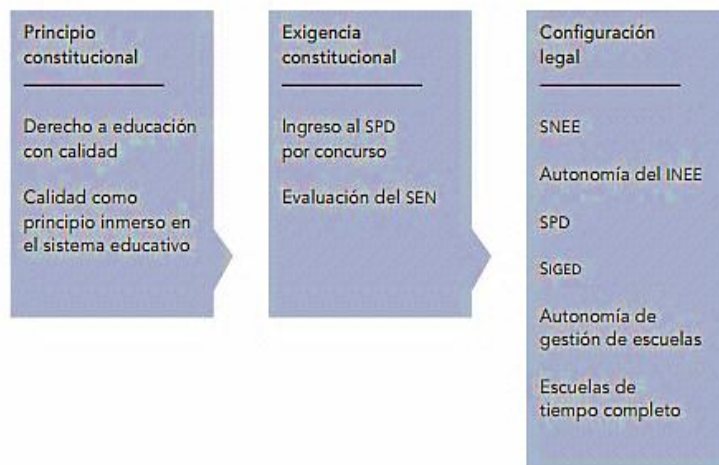 Principio
constitucional
Derecho a educación
con calidad
Calidad como
principio inmerso en
el sistema educativo
Exigencia
constitucional
Ingreso al SPD
por concurso
Evaluación del SEN
Configuración
legal
SNEE
Autonomía del INEE
SPD
SIGED
Autonomía de
gestión de escuelas
Escuelas de
tiempo completo